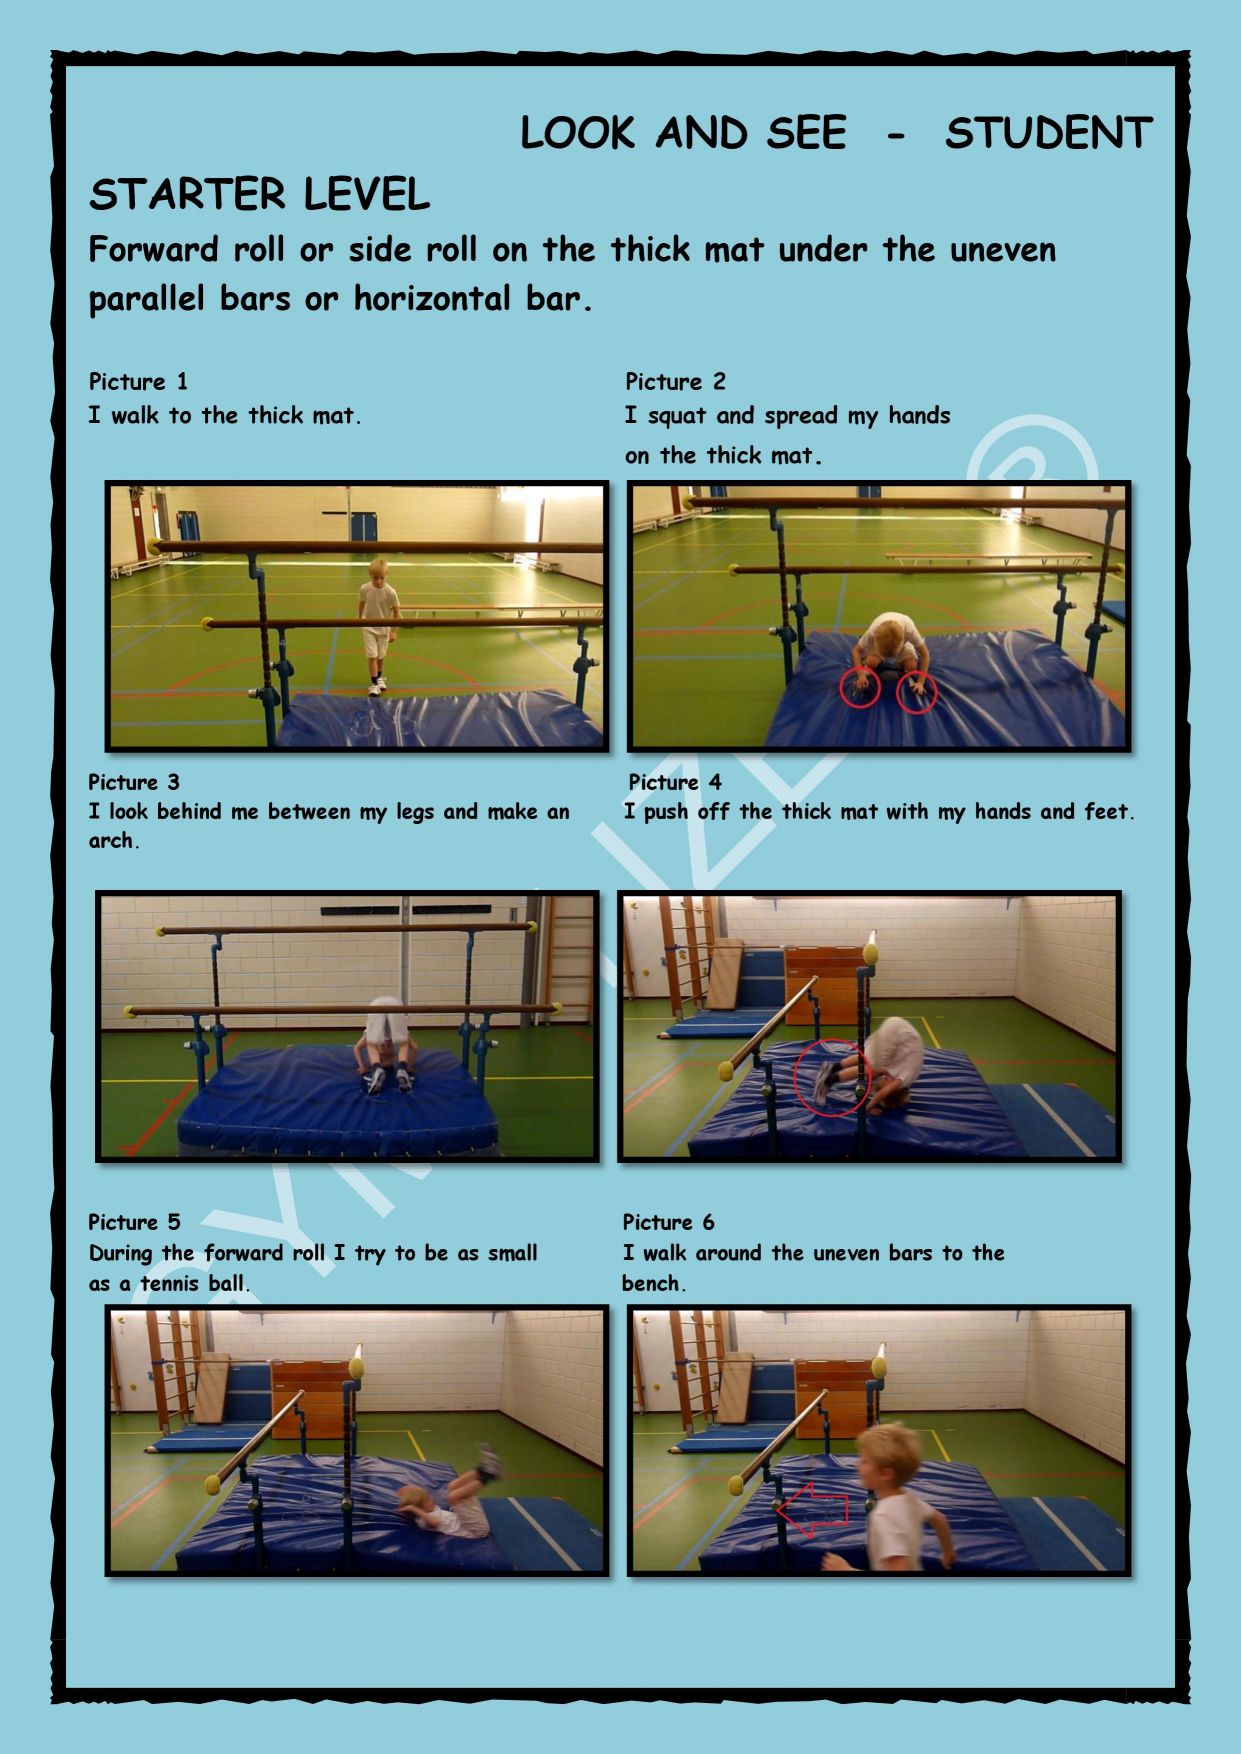 LOOK AND SEE - STUDENT
STARTER LEVEL
Forward roll or side roll on the thick mat under the uneven
parallel bars or horizontal bar.
Picture 1
I walk to the thick mat.
Picture 2
I squat and spread my hands
on the thick mat.
Picture 3
I look behind me between my legs and make an
arch.
Picture 4
I push off the thick mat with my hands and feet.
Picture 5
During the forward roll I try to be as small
as a tennis ball.
Picture 6
I walk around the uneven bars to the
bench.